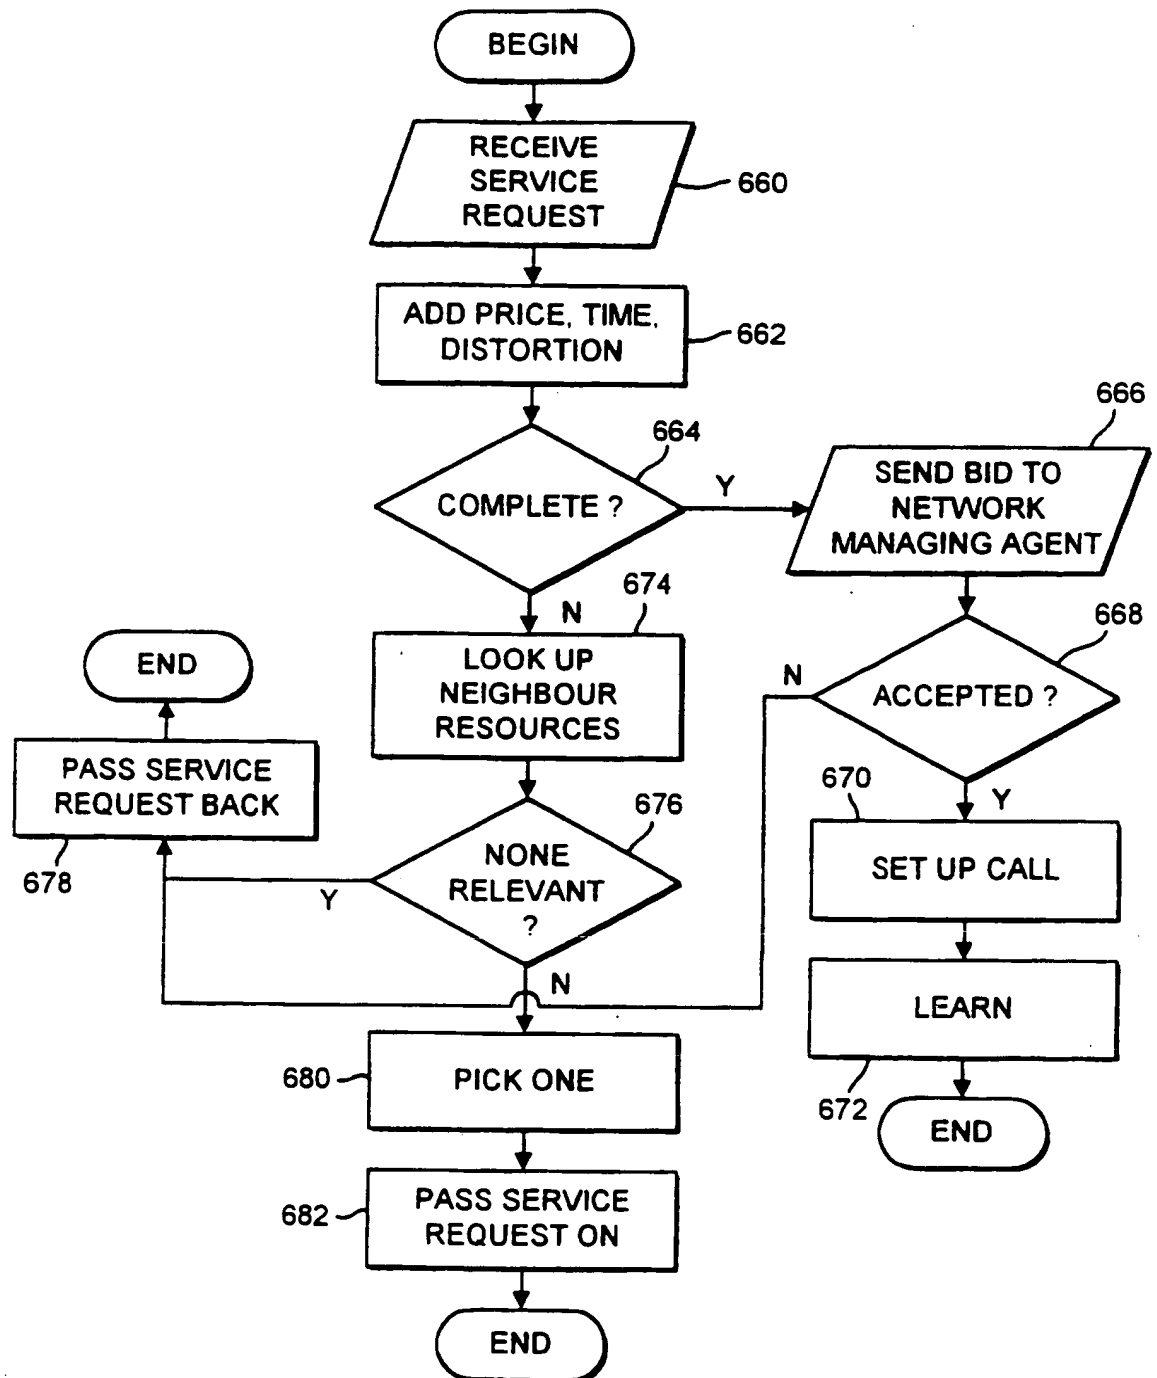 BEGIN
RECEIVE
SERVICE
REQUEST
660
ADD PRICE, TIME,
DISTORTION
662
664
COMPLETE ?
Y
N
666
SEND BID TO
NETWORK
MANAGING AGENT
668
ACCEPTED ?
N
Y
674
LOOK UP
NEIGHBOUR
RESOURCES
END
PASS SERVICE
REQUEST BACK
678
676
NONE
RELEVANT
?
Y
N
670
SET UP CALL
LEARN
672
END
680
PICK ONE
682
PASS SERVICE
REQUEST ON
END